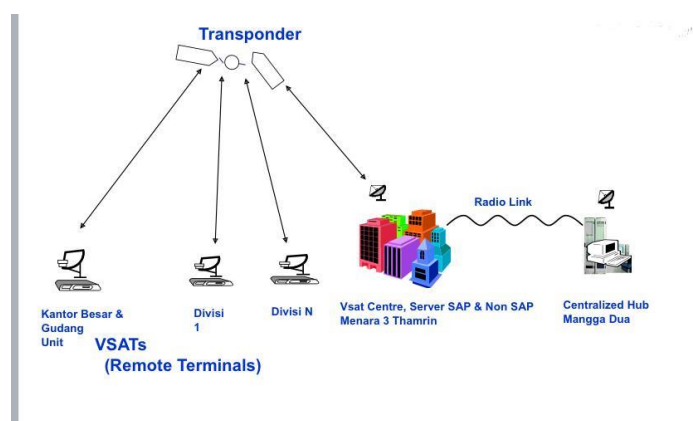 Transponder
Radio Link
Kantor Besar &
Gudang
Unit
Divisi
1
Divisi N
Vsat Centre, Server SAP & Non SAP
Menara 3 Thamrin
Centralized Hub
Mangga Dua
VSATs
(Remote Terminals)